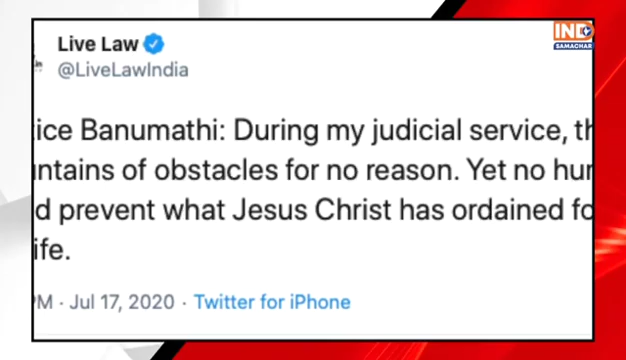 IND
SAMACHAR
Live Law
@LiveLawIndia
ice Banumathi: During my judicial service, th
ntains of obstacles for no reason. Yet no hur
d prevent what Jesus Christ has ordained fo
ife.
PM · Jul 17, 2020 · Twitter for iPhone